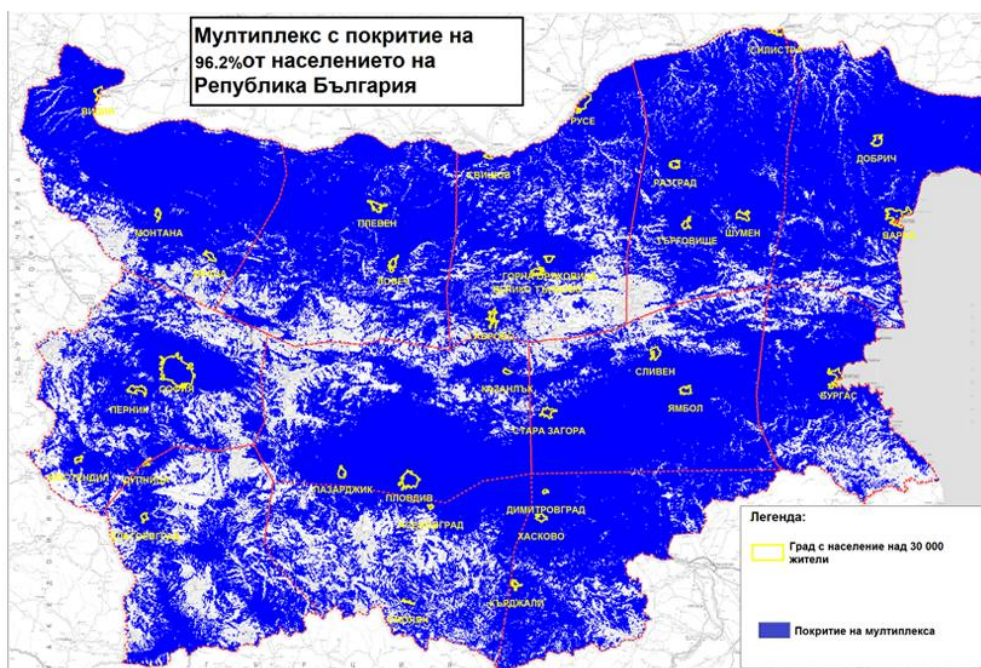 Мултиплекс с покритие на
96.2%от населението на
Република България
СИЛИСТРА
ВИДИН
РУСЕ
СВИЩОВ
ДОБРИЧ
РАЗГРАД
ПЛЕВЕН
МОНТАНА
ТЪРГОВИЩЕ
ШУМЕН
ВАРНА
ВРАЦА
ЛОВЕЧ
ГОРНА ОРЯХОВИЦА
ВЕЛИКО ТЪРНОВО
ГАБРОВО
СЛИВЕН
СОФИЯ
КАЗАНЛЪК
ПЕРНИК
ЯМБОЛ
БУРГАС
СТАРА ЗАГОРА
КЮСТЕНДИЛ
ДУПНИЦА
ПАЗАРДЖИК
ПЛОВДИВ
АСЕНОВГРАД
ДИМИТРОВГРАД
БЛАГОЕВГРАД
ХАСКОВО
КЪРДЖАЛИ
СМОЛЯН
Легенда:
Град с население над 30 000
жители
Покритие на мултиплекса